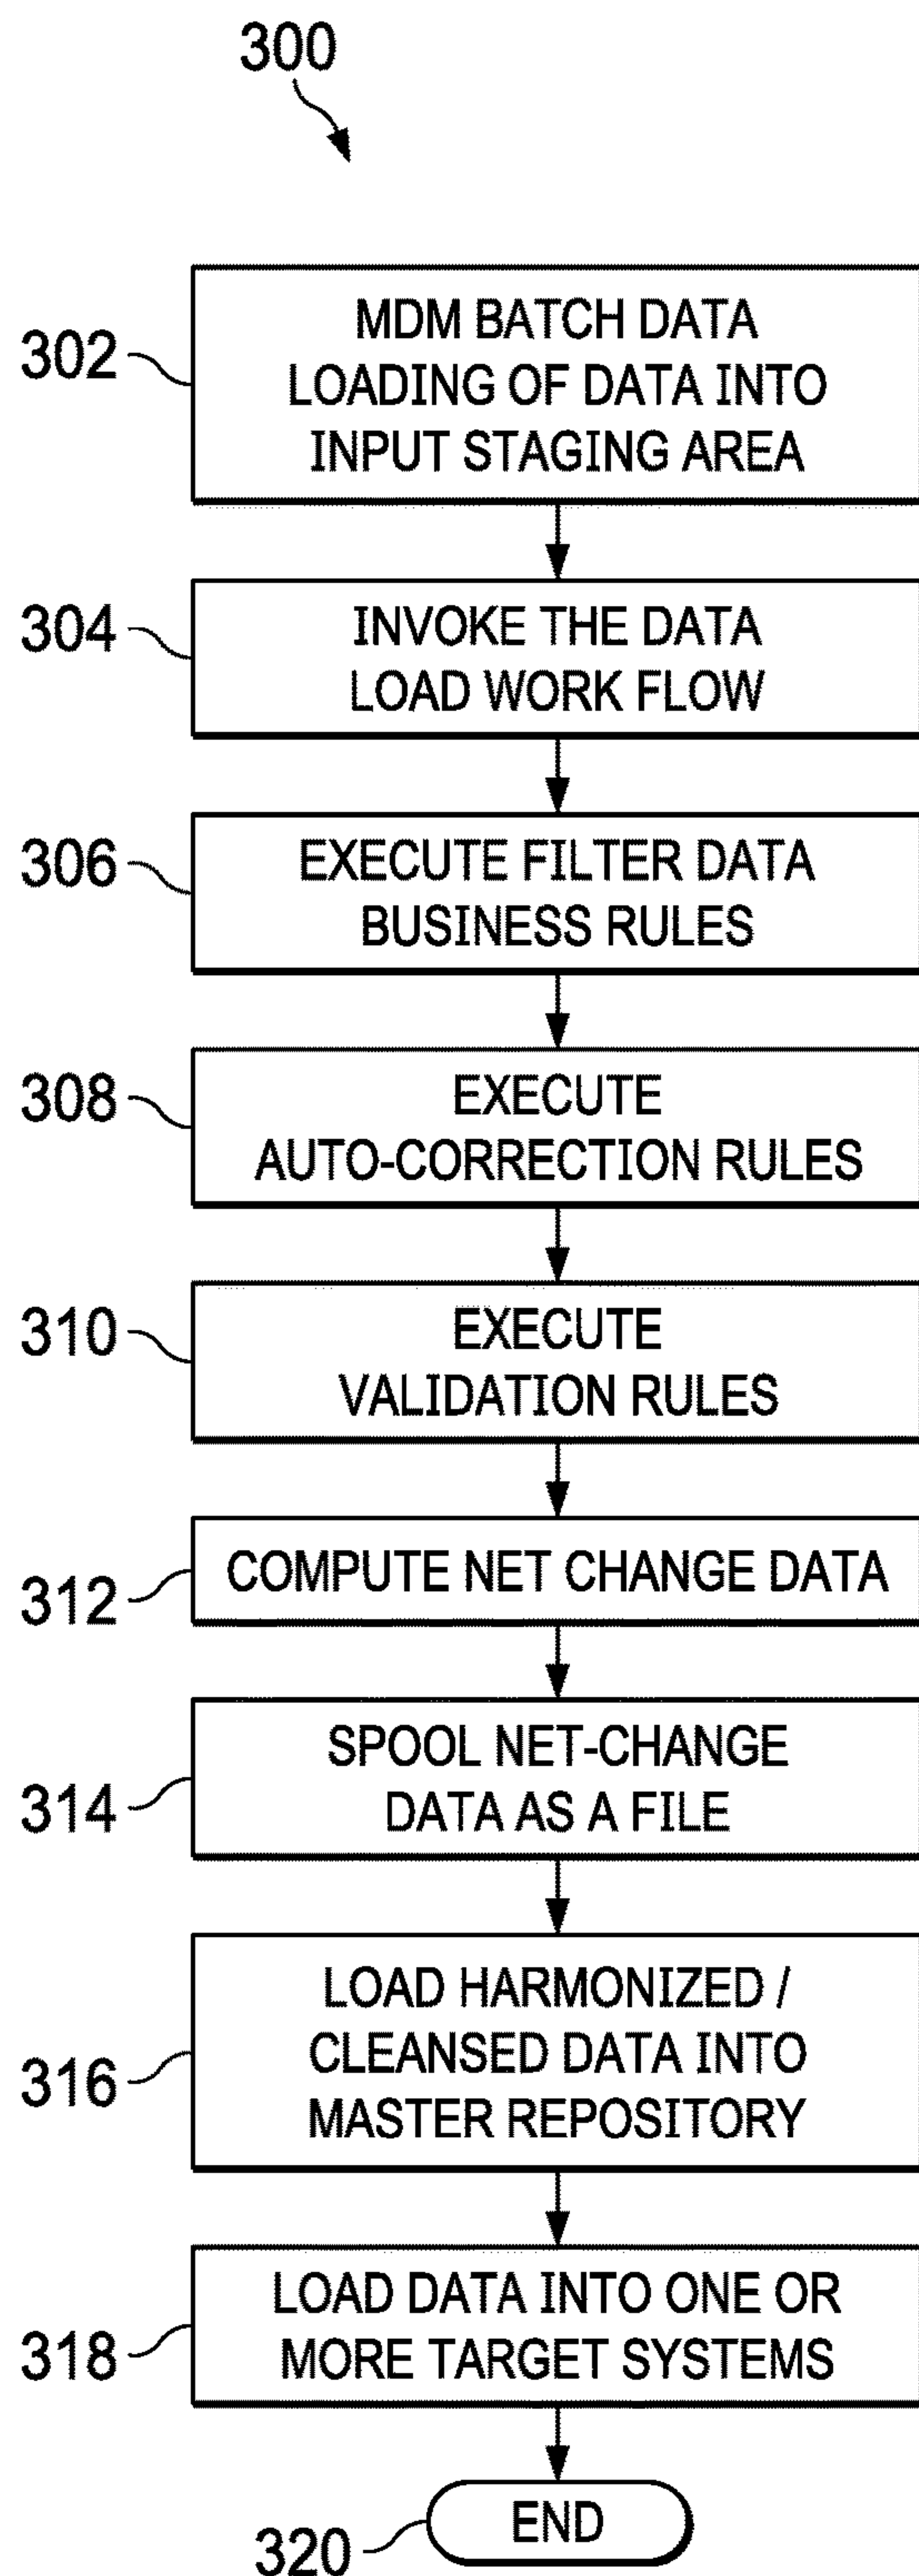 300
302
MDM BATCH DATA
LOADING OF DATA INTO
INPUT STAGING AREA
304
INVOKE THE DATA
LOAD WORK FLOW
306
EXECUTE FILTER DATA
BUSINESS RULES
308
EXECUTE
AUTO-CORRECTION RULES
310
EXECUTE
VALIDATION RULES
312
COMPUTE NET CHANGE DATA
314
SPOOL NET-CHANGE
DATA AS A FILE
316
LOAD HARMONIZED /
CLEANSED DATA INTO
MASTER REPOSITORY
318
LOAD DATA INTO ONE OR
MORE TARGET SYSTEMS
320
END